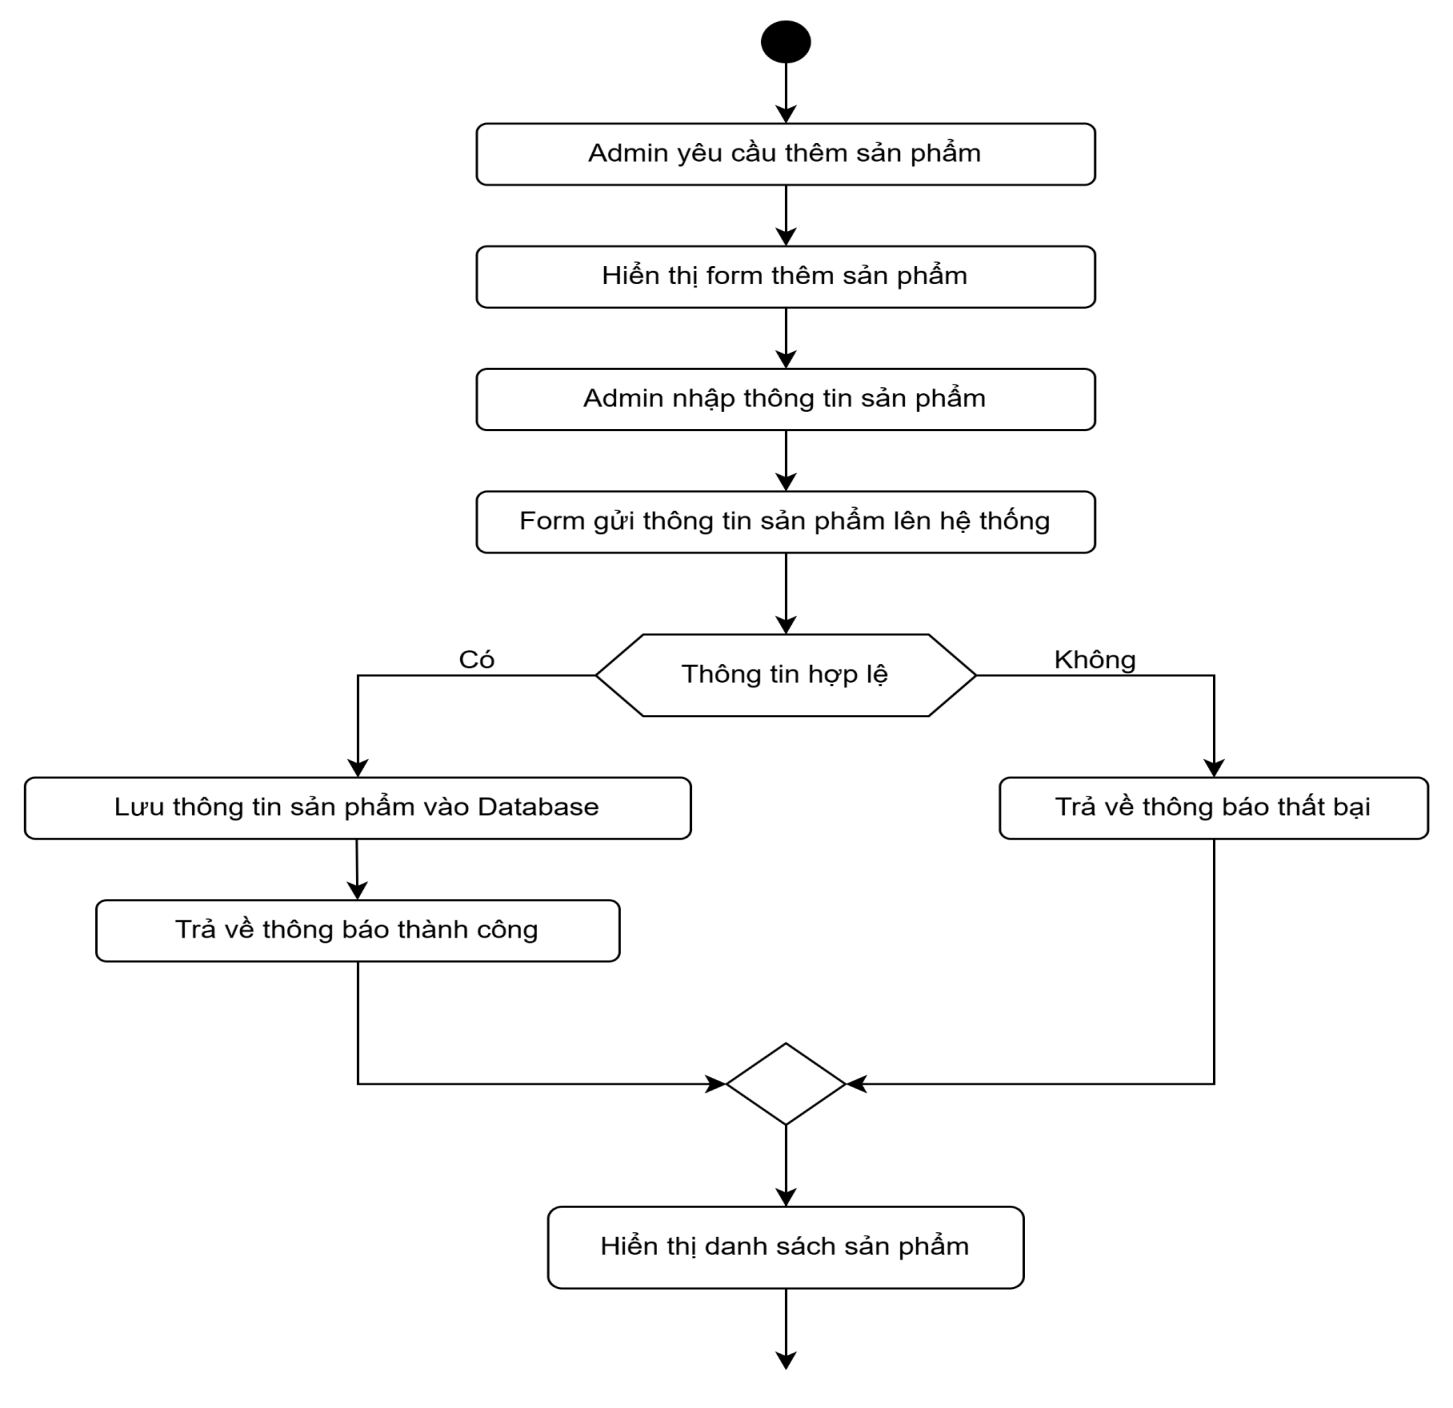 Admin yêu cầu thêm sản phẩm
Hiển thị form thêm sản phẩm
Admin nhập thông tin sản phẩm
Form gửi thông tin sản phẩm lên hệ thống
Có
Thông tin hợp lệ
Không
Lưu thông tin sản phẩm vào Database
Trả về thông báo thất bại
Trả về thông báo thành công
Hiển thị danh sách sản phẩm